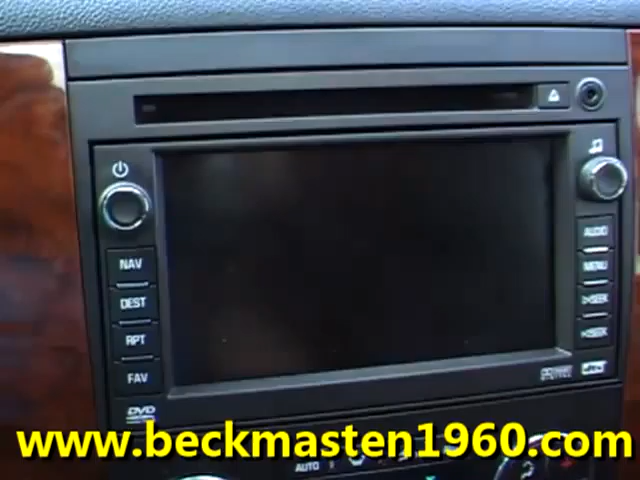 NAV
AUDIO
DEST
MENU
RPT
SEEK
FAV
SEEK
DVD
www.beckmasten1960.com
AUTO